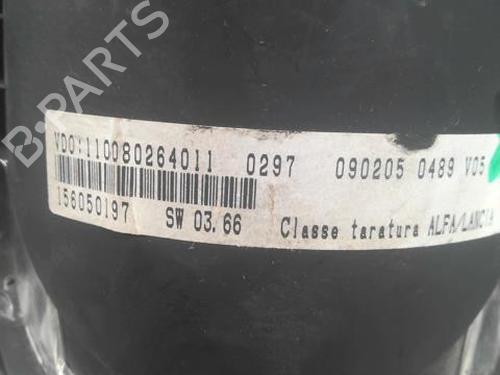 B-PARTS
VDO:110080264011 0297 090205 0489 V05
156050197 SW 03.66 Classe taratura ALFA/LANCIA